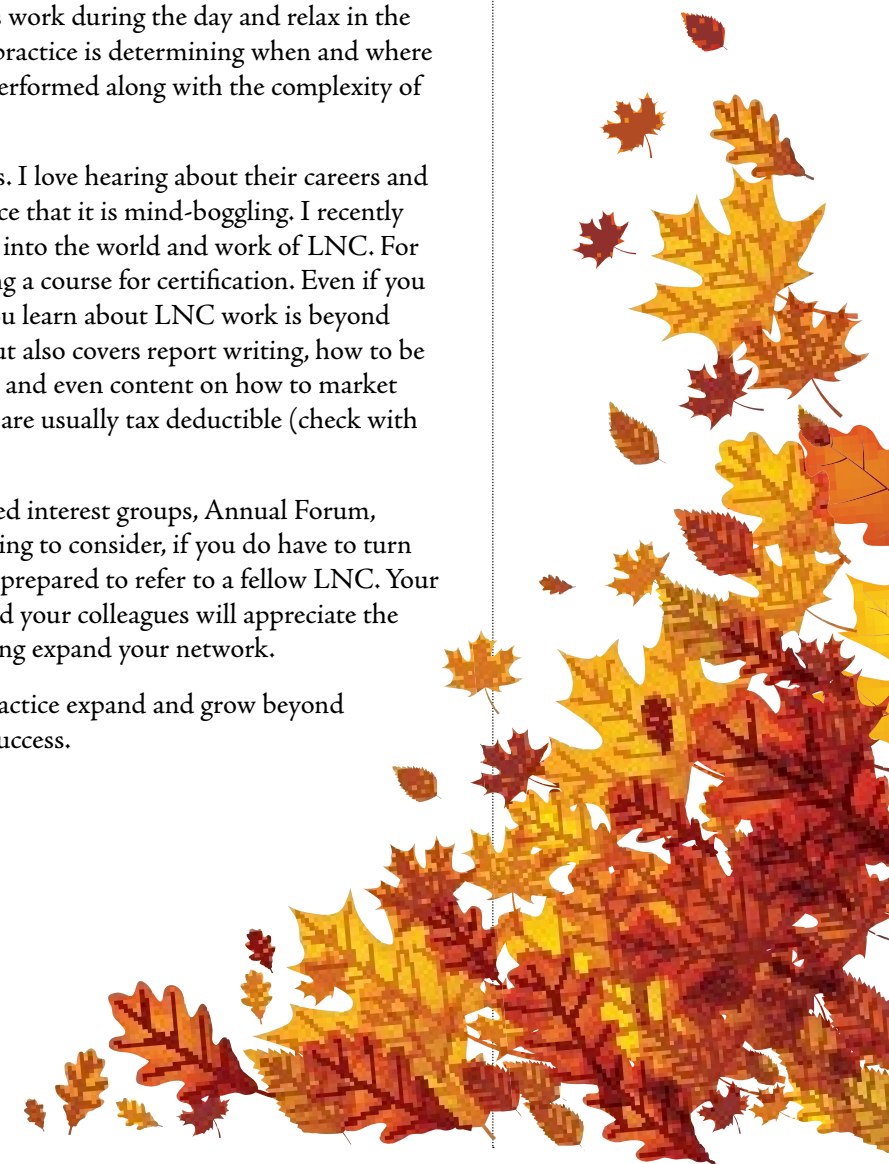 work during the day and relax in the
practice is determining when and where
erformed along with the complexity of
s. I love hearing about their careers and
ce that it is mind-boggling. I recently
into the world and work of LNC. For
ng a course for certification. Even if you
u learn about LNC work is beyond
ut also covers report writing, how to be
and even content on how to market
are usually tax deductible (check with
ed interest groups, Annual Forum,
ing to consider, if you do have to turn
prepared to refer to a fellow LNC. Your
d your colleagues will appreciate the
ng expand your network.
actice expand and grow beyond
uccess.